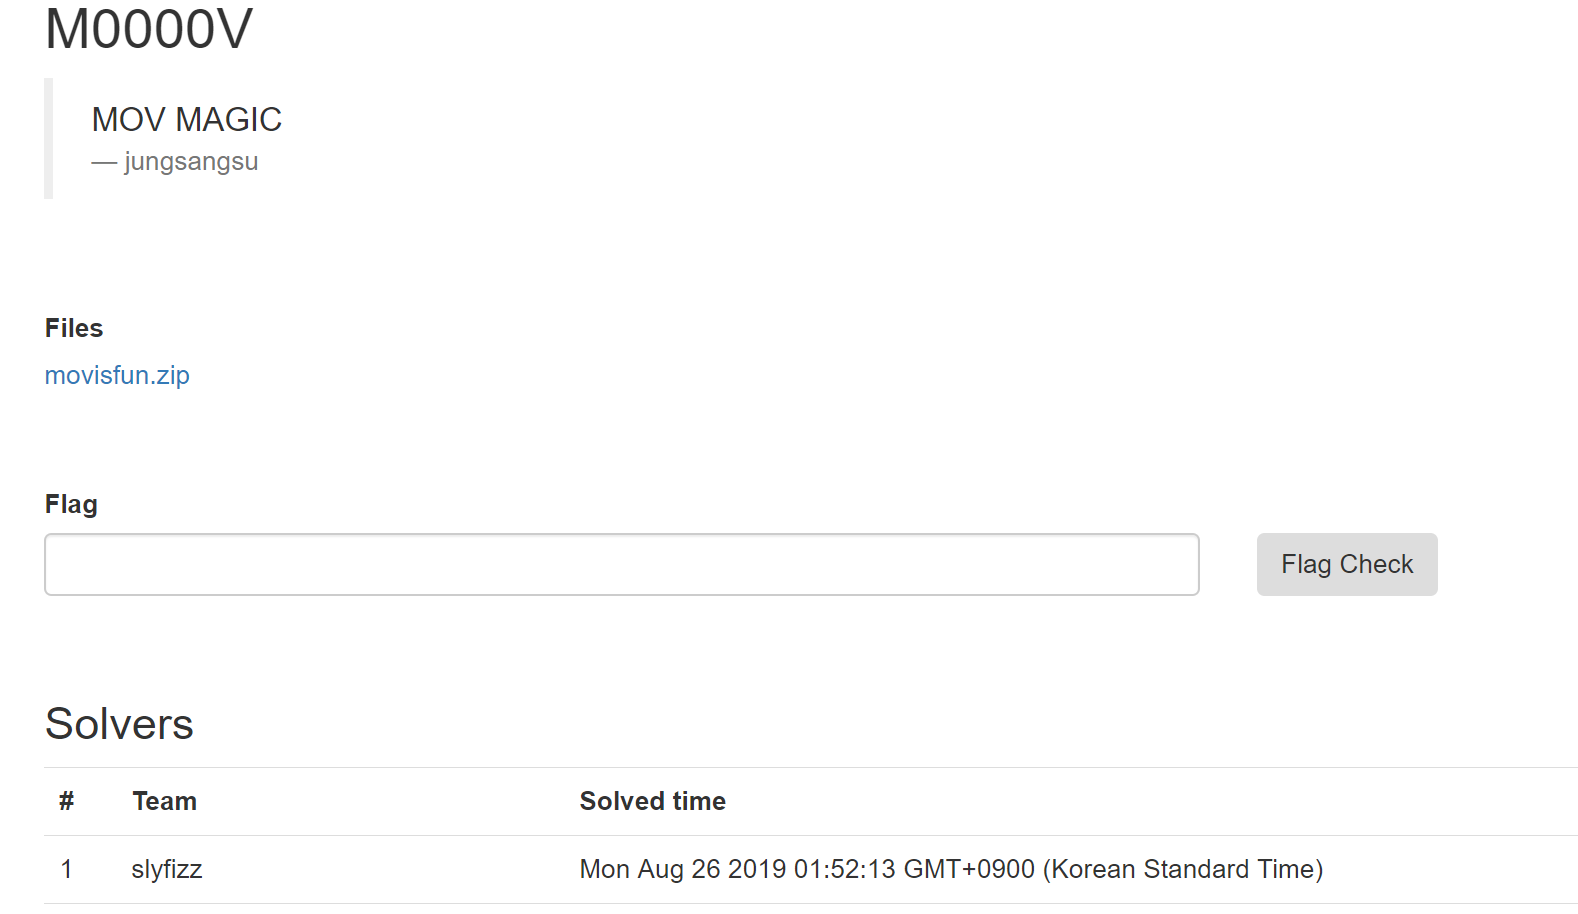 M0000V
MOV MAGIC
— jungsangsu
Files
movisfun.zip
Flag
Flag Check
Solvers
# Team Solved time
1 slyfizz Mon Aug 26 2019 01:52:13 GMT+0900 (Korean Standard Time)